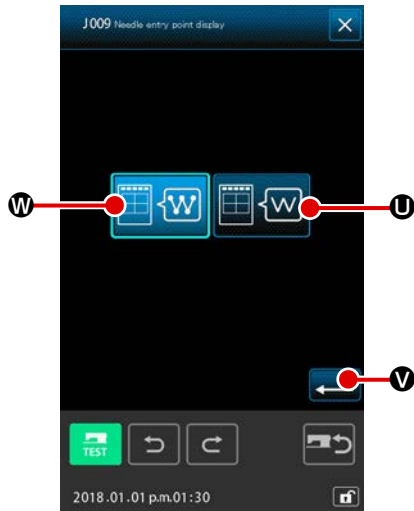 J009 Needle entry point display
W
U
V
TEST
2018.01.01 p.m.01:30